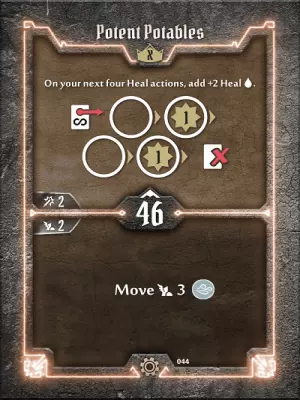 Potent Potables
X
On your next four Heal actions, add +2 Heal.
S
1
1
2
46
2
Move 3
044